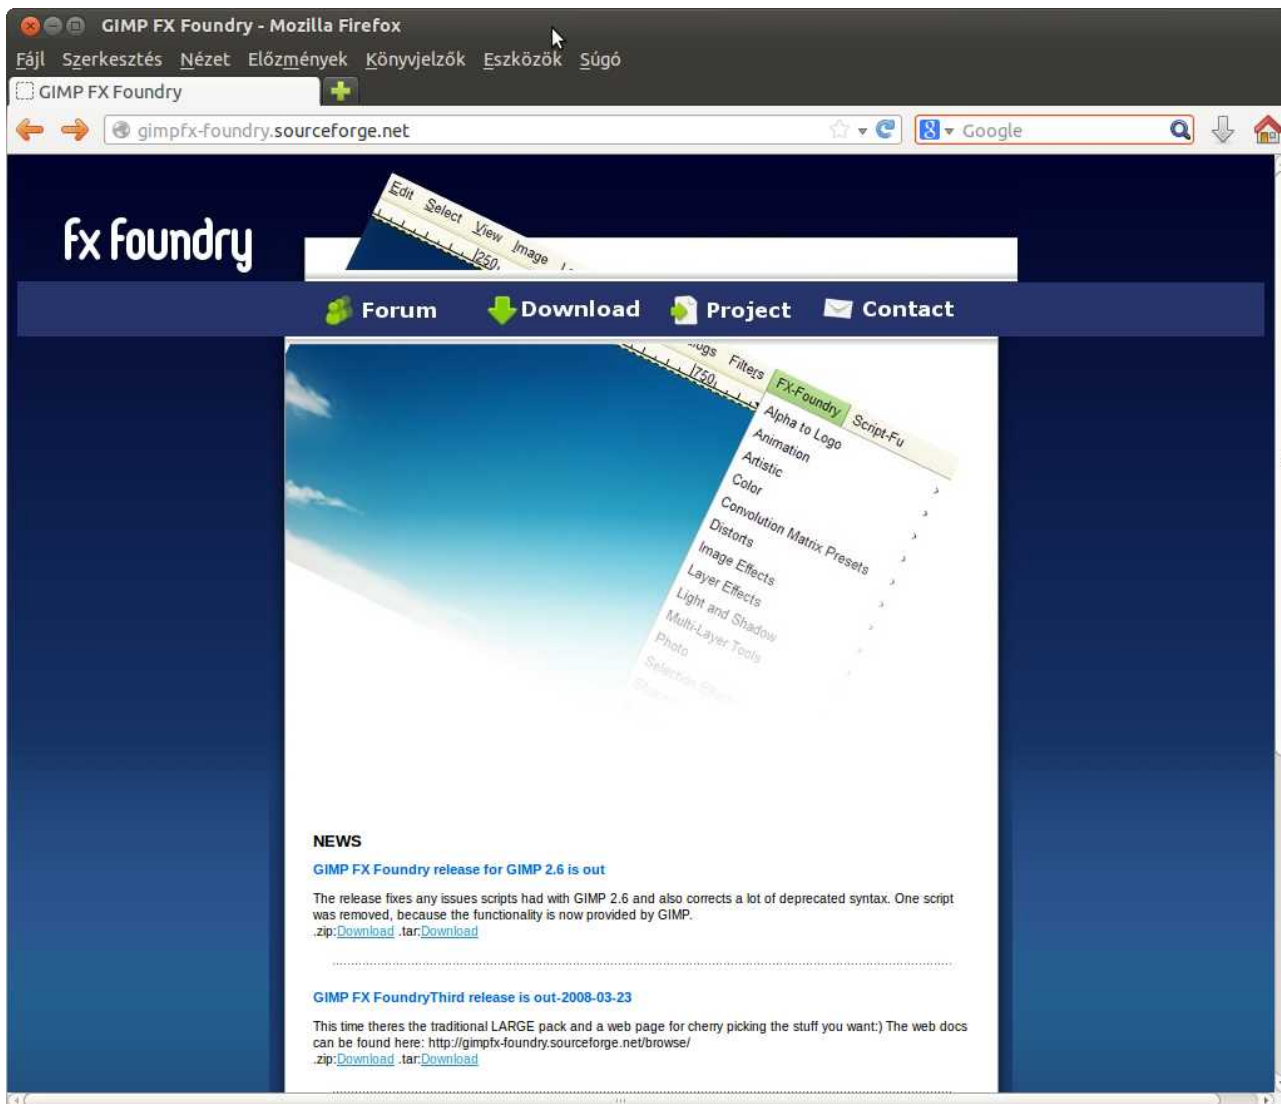 GIMP FX Foundry - Mozilla Firefox
Fájl Szerkesztés Nézet Előzmények Könyvjelzők Eszközök Súgó
GIMP FX Foundry
gimpfx-foundry.sourceforge.net
Google
fx foundry
Edit Select View Image
250
Forum Download Project Contact
Filters FX-Foundry Script-Fu
750
Alpha to Logo
Animation
Artistic
Color
Convolution Matrix Presets
Distorts
Image Effects
Layer Effects
Light and Shadow
Multi-Layer Tools
Photo
Selection
NEWS
GIMP FX Foundry release for GIMP 2.6 is out
The release fixes any issues scripts had with GIMP 2.6 and also corrects a lot of deprecated syntax. One script
was removed, because the functionality is now provided by GIMP.
.zip:Download .tar:Download
GIMP FX FoundryThird release is out-2008-03-23
This time theres the traditional LARGE pack and a web page for cherry picking the stuff you want:) The web docs
can be found here: http://gimpfx-foundry.sourceforge.net/browse/
.zip:Download .tar:Download